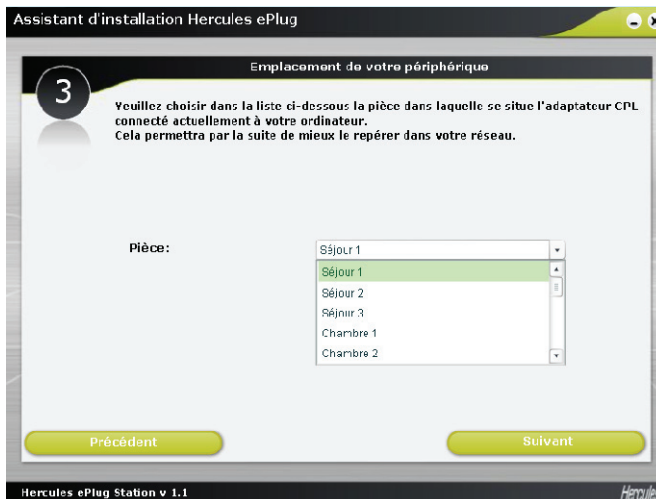 Assistant d'installation Hercules ePlug
Emplacement de votre périphérique
3
Veuillez choisir dans la liste ci-dessous la pièce dans laquelle se situe l'adaptateur CPL
connecté actuellement à votre ordinateur.
Cela permettra par la suite de mieux le repérer dans votre réseau.
Pièce:
Séjour 1
Séjour 1
Séjour 2
Séjour 3
Chambre 1
Chambre 2
Précédent
Suivant
Hercules ePlug Station v 1.1